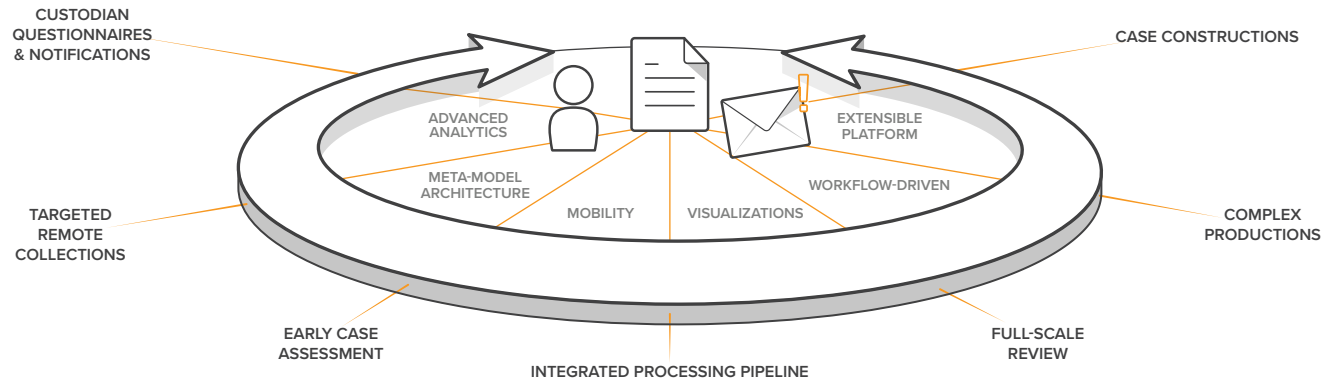 CUSTODIAN
QUESTIONNAIRES
& NOTIFICATIONS
CASE CONSTRUCTIONS
ADVANCED
ANALYTICS
EXTENSIBLE
PLATFORM
META-MODEL
ARCHITECTURE
WORKFLOW-DRIVEN
MOBILITY
VISUALIZATIONS
TARGETED
REMOTE
COLLECTIONS
COMPLEX
PRODUCTIONS
EARLY CASE
ASSESSMENT
FULL-SCALE
REVIEW
INTEGRATED PROCESSING PIPELINE